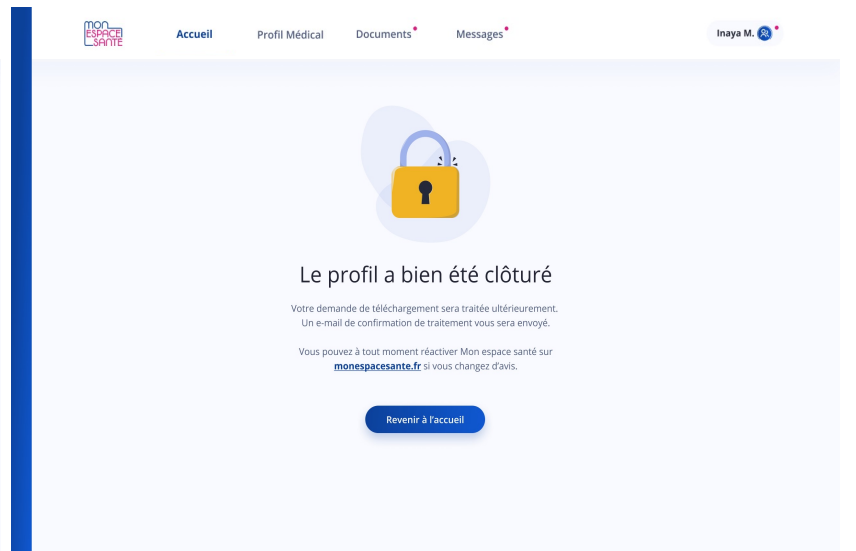 mon
ESPACE
SANTÉ
Accueil
Profil Médical
Documents
Messages
Inaya M.
Le profil a bien été clôturé
Votre demande de téléchargement sera traitée ultérieurement.
Un e-mail de confirmation de traitement vous sera envoyé.
Vous pouvez à tout moment réactiver Mon espace santé sur
monespacesante.fr si vous changez d'avis.
Revenir à l'accueil